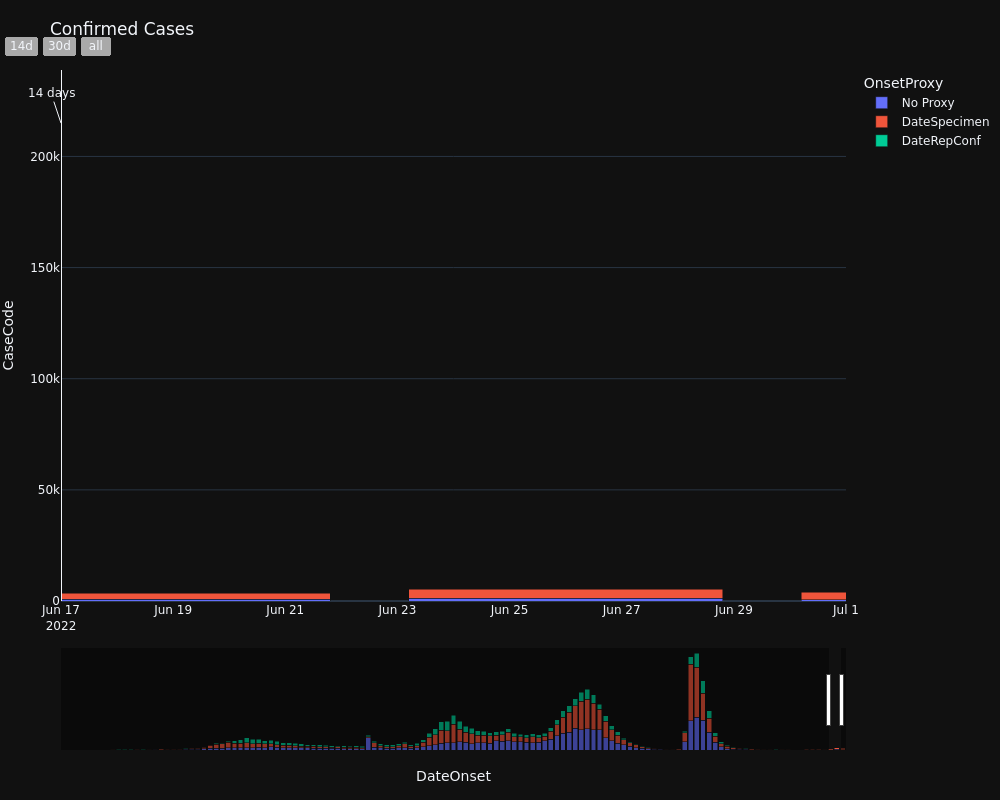 Confirmed Cases
14d 30d all
14 days
OnsetProxy
No Proxy
DateSpecimen
DateRepConf
200k
150k
100k
50k
0
CaseCode
Jun 17 Jun 19 Jun 21 Jun 23 Jun 25 Jun 27 Jun 29 Jul 1
2022
DateOnset